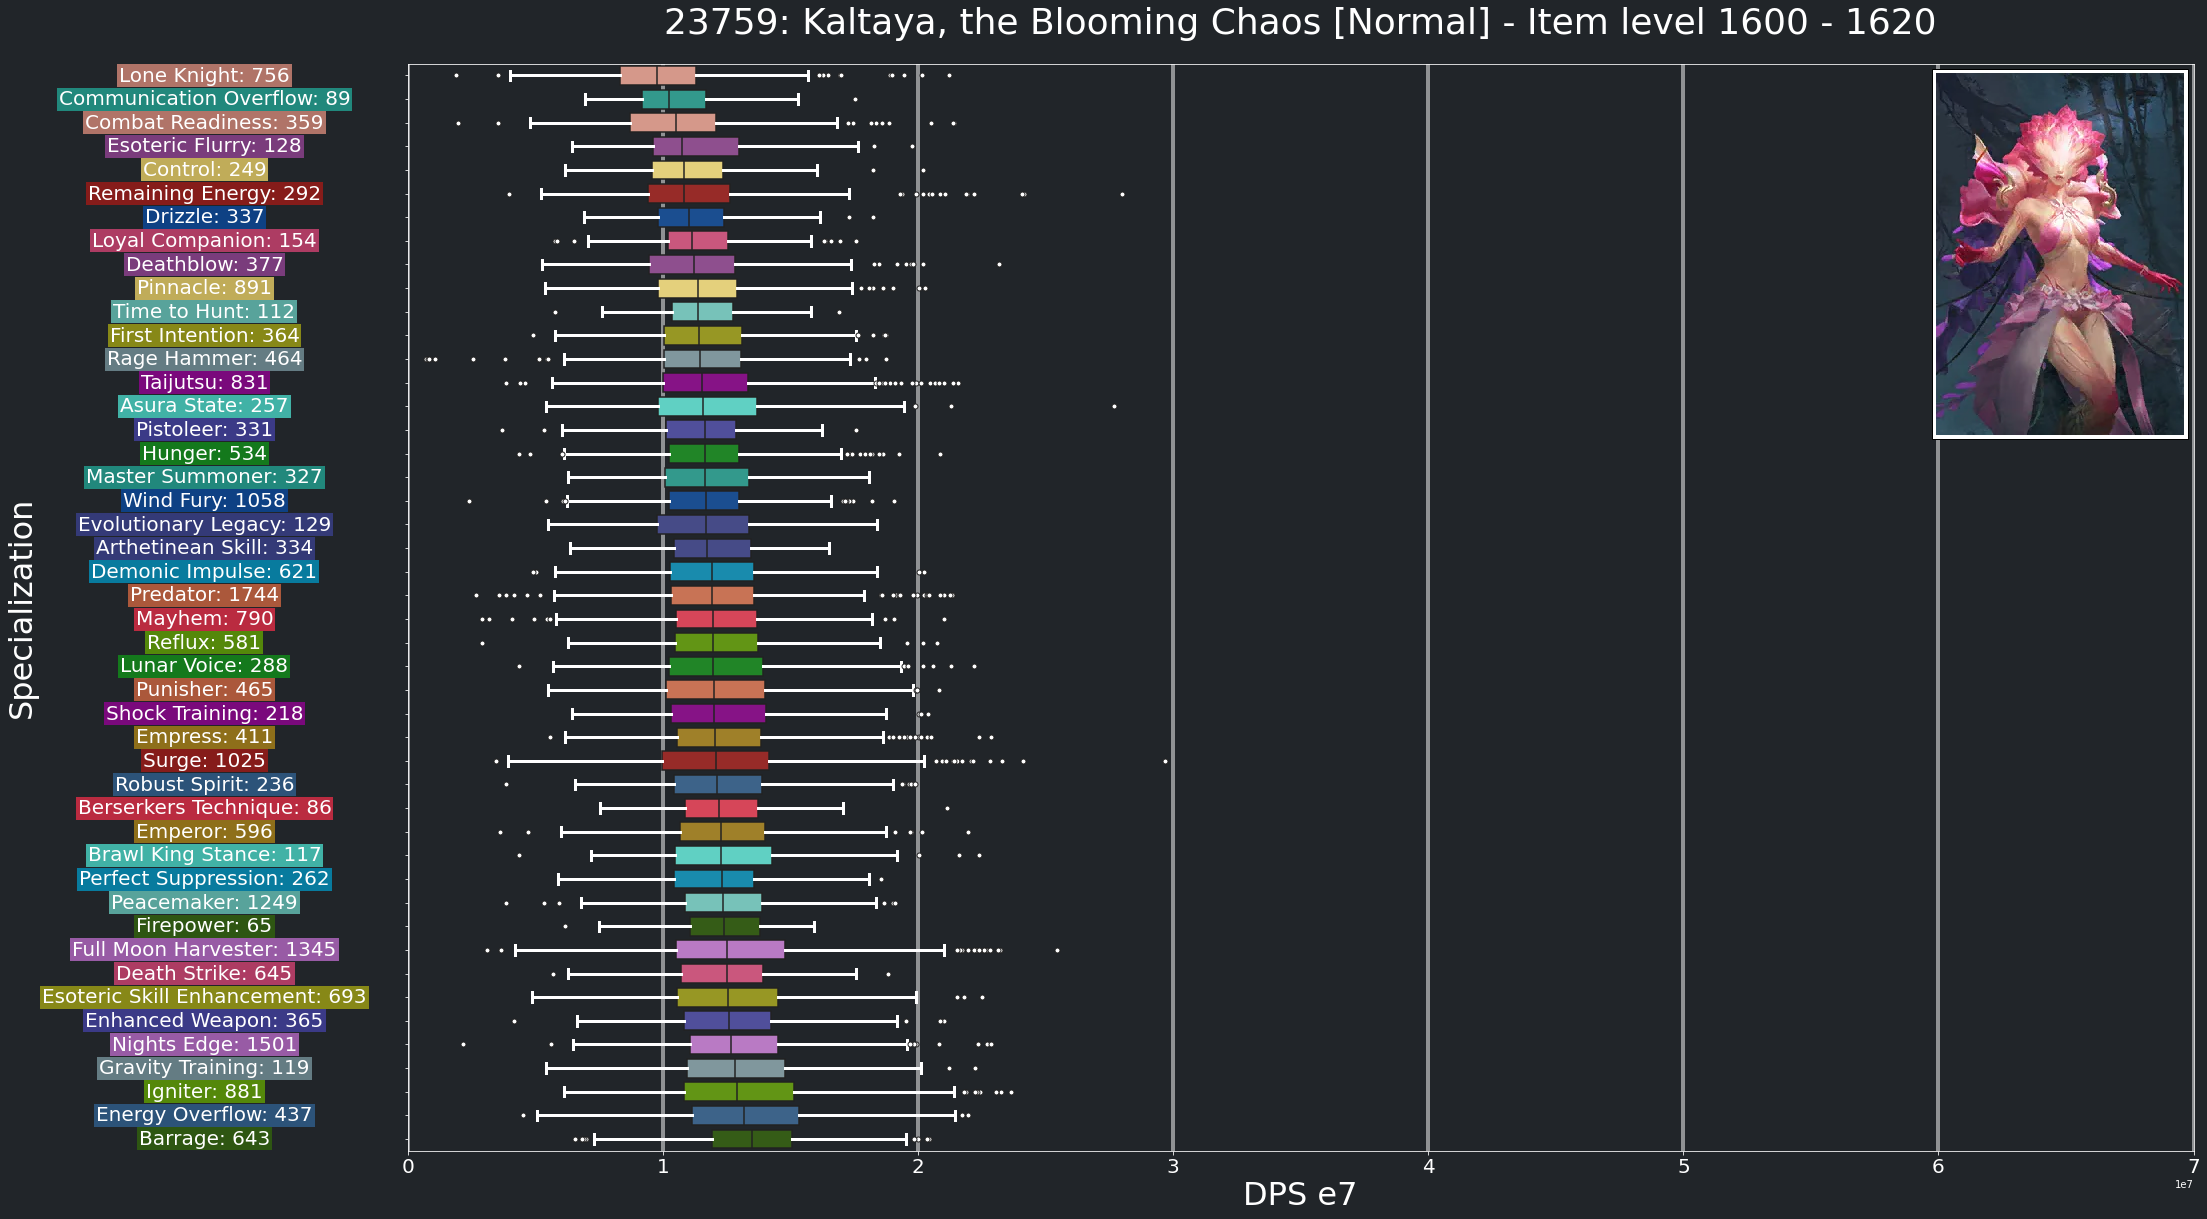 23759: Kaltaya, the Blooming Chaos [Normal] - Item level 1600 - 1620
Specialization
Lone Knight: 756
Communication Overflow: 89
Combat Readiness: 359
Esoteric Flurry: 128
Control: 249
Remaining Energy: 292
Drizzle: 337
Loyal Companion: 154
Deathblow: 377
Pinnacle: 891
Time to Hunt: 112
First Intention: 364
Rage Hammer: 464
Taijutsu: 831
Asura State: 257
Pistoleer: 331
Hunger: 534
Master Summoner: 327
Wind Fury: 1058
Evolutionary Legacy: 129
Arthetinean Skill: 334
Demonic Impulse: 621
Predator: 1744
Mayhem: 790
Reflux: 581
Lunar Voice: 288
Punisher: 465
Shock Training: 218
Empress: 411
Surge: 1025
Robust Spirit: 236
Berserkers Technique: 86
Emperor: 596
Brawl King Stance: 117
Perfect Suppression: 262
Peacemaker: 1249
Firepower: 65
Full Moon Harvester: 1345
Death Strike: 645
Esoteric Skill Enhancement: 693
Enhanced Weapon: 365
Nights Edge: 1501
Gravity Training: 119
Igniter: 881
Energy Overflow: 437
Barrage: 643
0 1 2 3 4 5 6 7
1e7
DPS e7